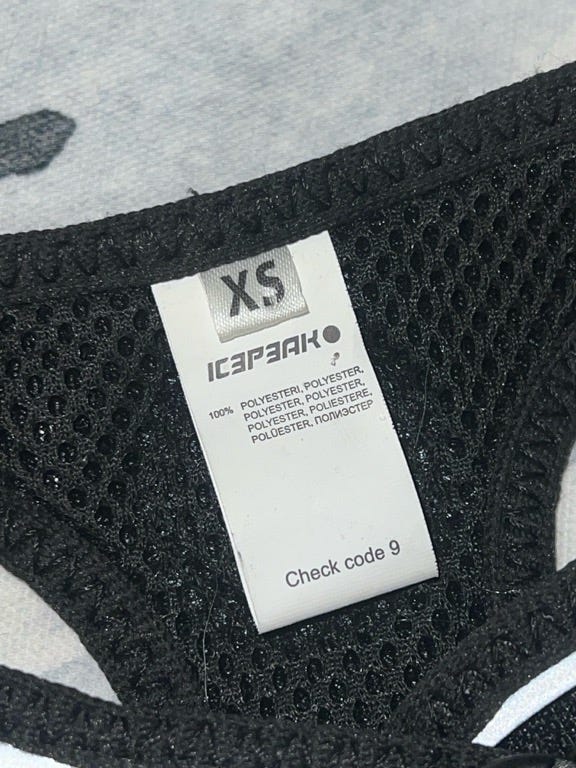 XS
ICEPEAK
100% POLYESTERI, POLYESTER,
POLYESTER, POLYESTER,
POLYESTER, POLIESTERE,
POLÜESTER, ПОЛИЭСТЕР
Check code 9